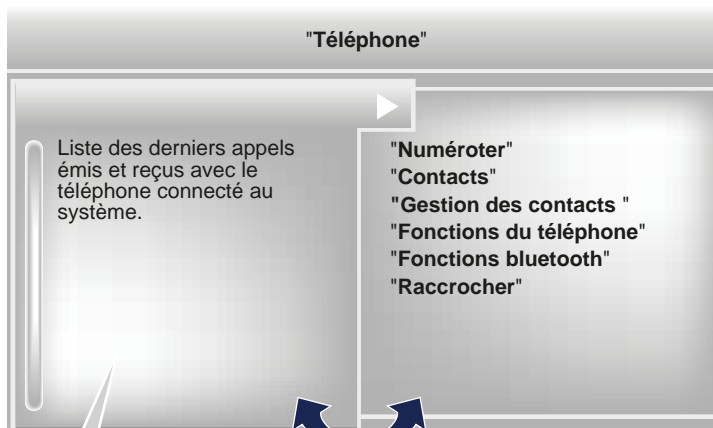 "Téléphone"
Liste des derniers appels
émis et reçus avec le
téléphone connecté au
système.
"Numéroter"
"Contacts"
"Gestion des contacts "
"Fonctions du téléphone"
"Fonctions bluetooth"
"Raccrocher"